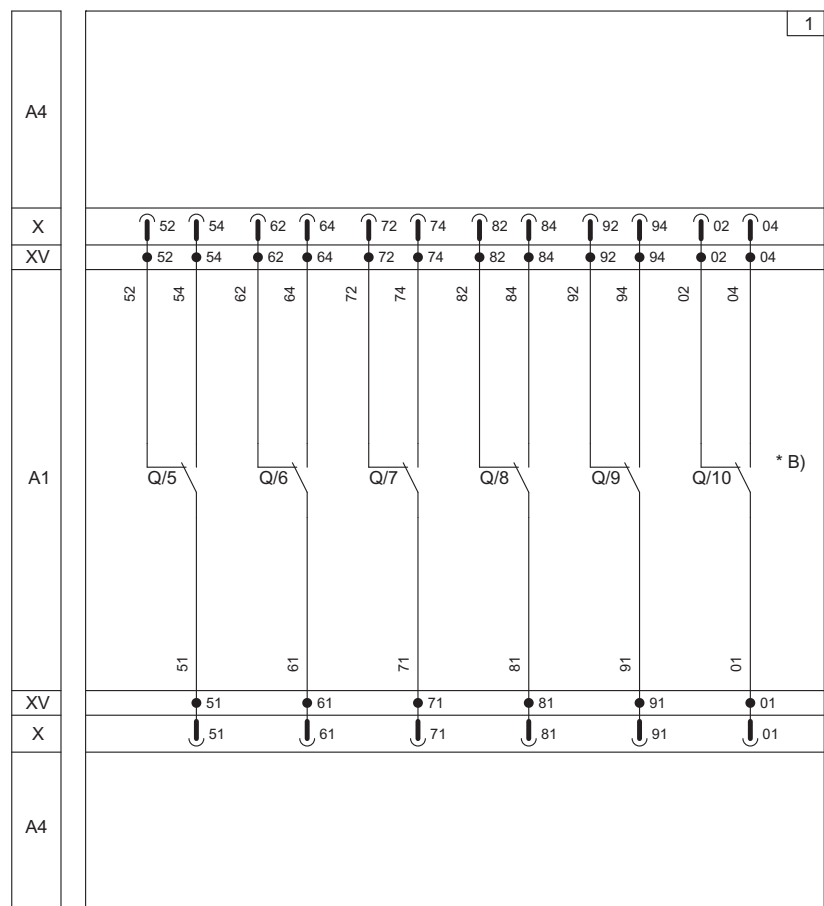 1
A4
X 52 54 62 64 72 74 82 84 92 94 02 04
XV 52 54 62 64 72 74 82 84 92 94 02 04
52 54 62 64 72 74 82 84 92 94 02 04
A1 Q/5 Q/6 Q/7 Q/8 Q/9 Q/10 * B)
51 61 71 81 91 01
XV 51 61 71 81 91 01
X 51 61 71 81 91 01
A4